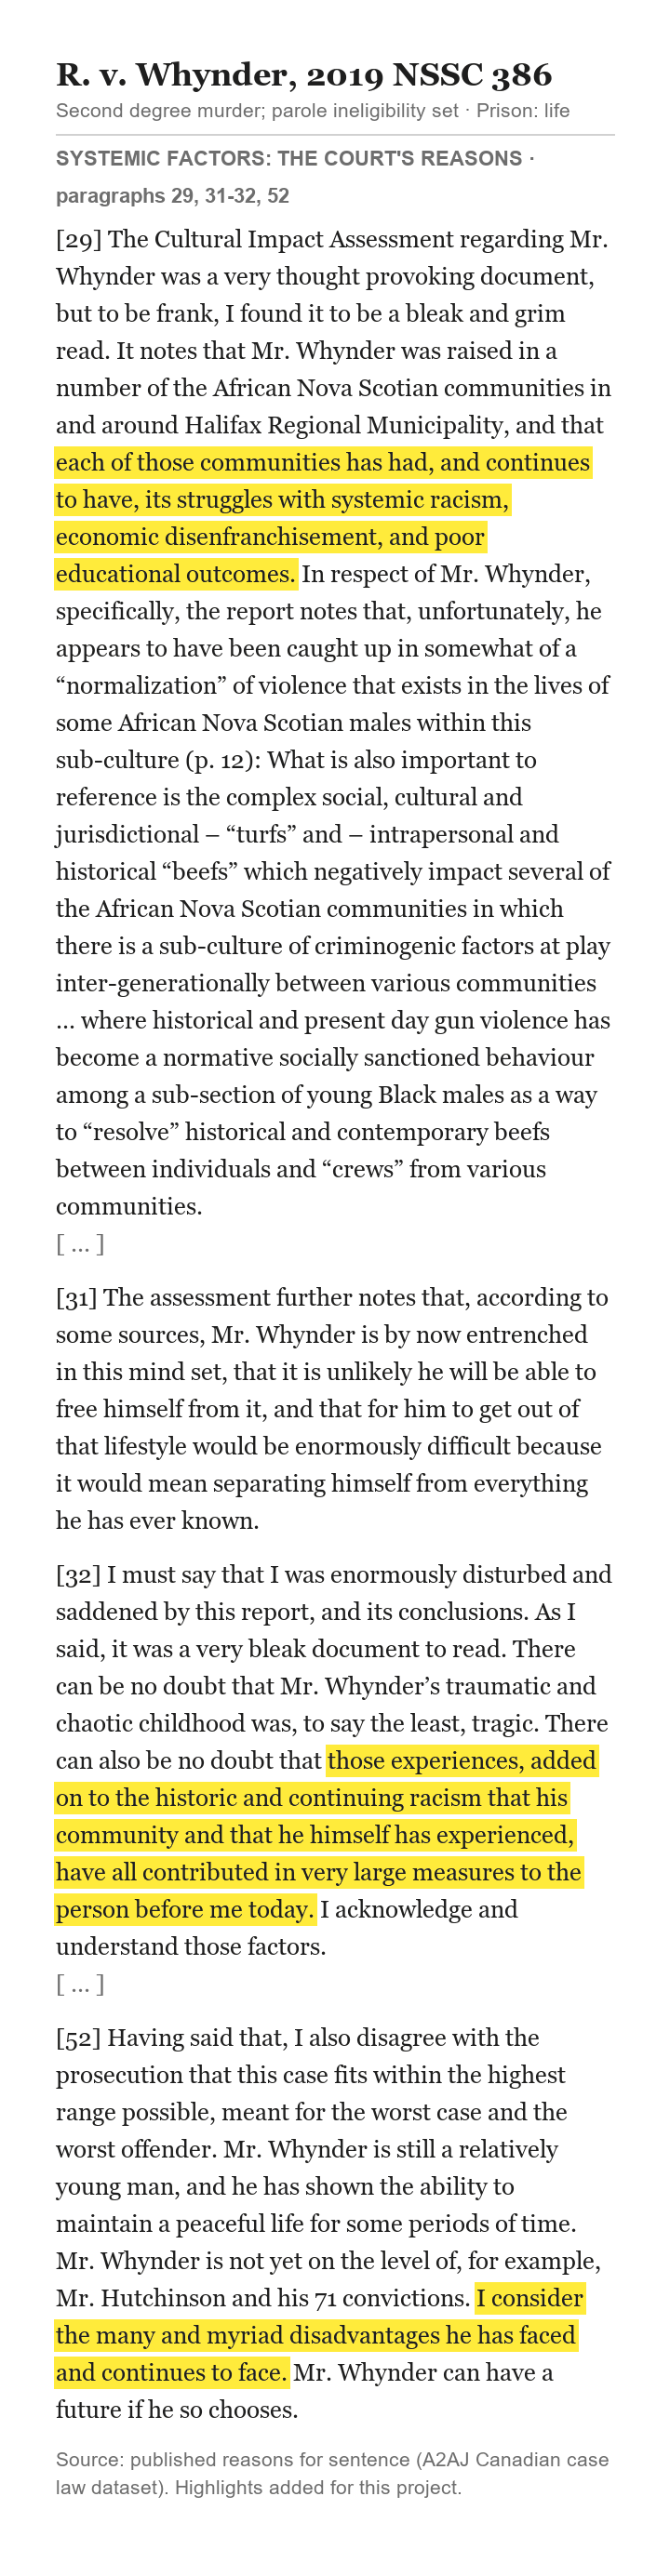 R. v. Whynder, 2019 NSSC 386
Second degree murder; parole ineligibility set · Prison: life
SYSTEMIC FACTORS: THE COURT'S REASONS ·
paragraphs 29, 31-32, 52
[29] The Cultural Impact Assessment regarding Mr.
Whynder was a very thought provoking document,
but to be frank, I found it to be a bleak and grim
read. It notes that Mr. Whynder was raised in a
number of the African Nova Scotian communities in
and around Halifax Regional Municipality, and that
each of those communities has had, and continues
to have, its struggles with systemic racism,
economic disenfranchisement, and poor
educational outcomes. In respect of Mr. Whynder,
specifically, the report notes that, unfortunately, he
appears to have been caught up in somewhat of a
“normalization” of violence that exists in the lives of
some African Nova Scotian males within this
sub-culture (p. 12): What is also important to
reference is the complex social, cultural and
jurisdictional – “turfs” and – intrapersonal and
historical “beefs” which negatively impact several of
the African Nova Scotian communities in which
there is a sub-culture of criminogenic factors at play
inter-generationally between various communities
… where historical and present day gun violence has
become a normative socially sanctioned behaviour
among a sub-section of young Black males as a way
to “resolve” historical and contemporary beefs
between individuals and “crews” from various
communities.
[ … ]
[31] The assessment further notes that, according to
some sources, Mr. Whynder is by now entrenched
in this mind set, that it is unlikely he will be able to
free himself from it, and that for him to get out of
that lifestyle would be enormously difficult because
it would mean separating himself from everything
he has ever known.
[32] I must say that I was enormously disturbed and
saddened by this report, and its conclusions. As I
said, it was a very bleak document to read. There
can be no doubt that Mr. Whynder’s traumatic and
chaotic childhood was, to say the least, tragic. There
can also be no doubt that those experiences, added
on to the historic and continuing racism that his
community and that he himself has experienced,
have all contributed in very large measures to the
person before me today. I acknowledge and
understand those factors.
[ … ]
[52] Having said that, I also disagree with the
prosecution that this case fits within the highest
range possible, meant for the worst case and the
worst offender. Mr. Whynder is still a relatively
young man, and he has shown the ability to
maintain a peaceful life for some periods of time.
Mr. Whynder is not yet on the level of, for example,
Mr. Hutchinson and his 71 convictions. I consider
the many and myriad disadvantages he has faced
and continues to face. Mr. Whynder can have a
future if he so chooses.
Source: published reasons for sentence (A2AJ Canadian case
law dataset). Highlights added for this project.